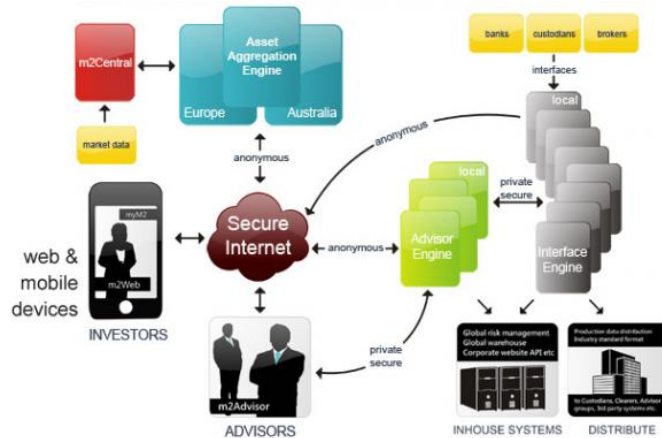 m2Central
market data
Asset
Aggregation
Engine
Europe
Australia
banks
custodians
brokers
interfaces
local
anonymous
anonymous
Secure
Internet
anonymous
local
Advisor
Engine
private
secure
Interface
Engine
web &
mobile
devices
myM2
m2Web
INVESTORS
m2Advisor
ADVISORS
private
secure
Global risk management
Global warehouse
Corporate website API etc
INHOUSE SYSTEMS
Production data distribution
Industry standard format
to Custodians, Clearers, Advisor
groups, 3rd party systems etc.
DISTRIBUTE